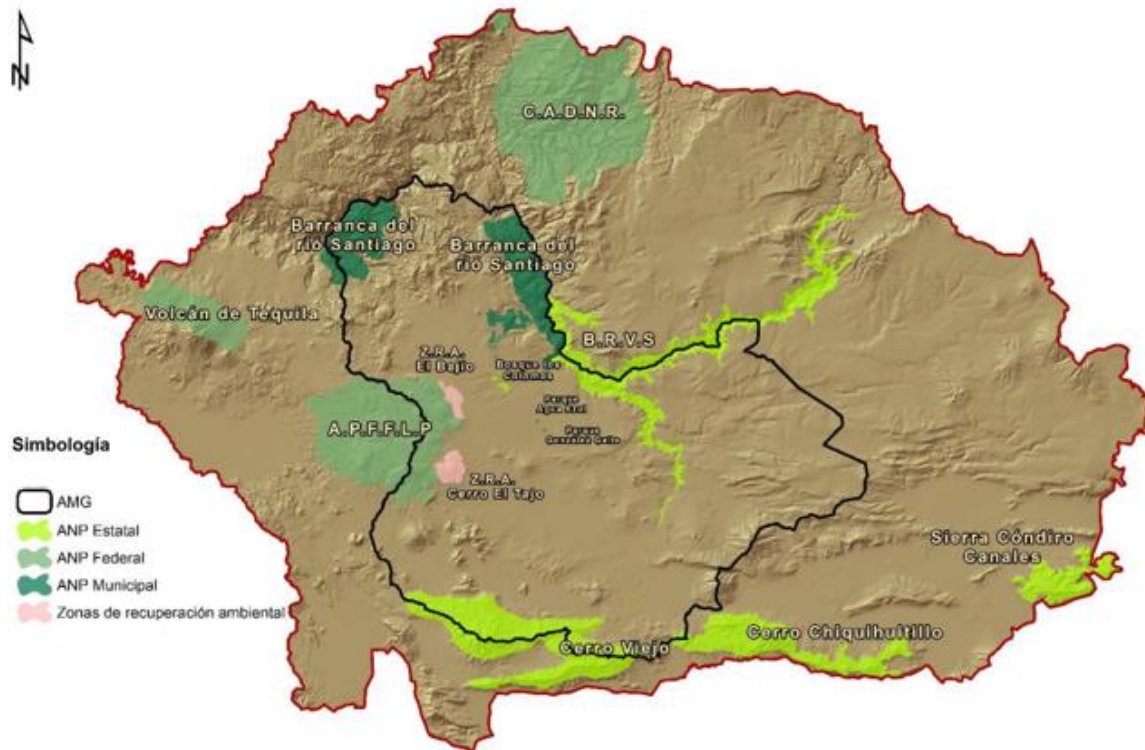 N
C.A.D.N.R.
Barranca del
río Santiago
Barranca del
río Santiago
Volcán de Téquila
B.R.V.S
Z.R.A.
El Bajío
Bosque los
Colomos
Parque
Agua Azul
A.P.F.F.L.P
Parque
González Gallo
Z.R.A.
Cerro El Tajo
Sierra Cóndiro
Canales
Cerro Viejo
Cerro Chiquihuitillo
Simbología
AMG
ANP Estatal
ANP Federal
ANP Municipal
Zonas de recuperación ambiental